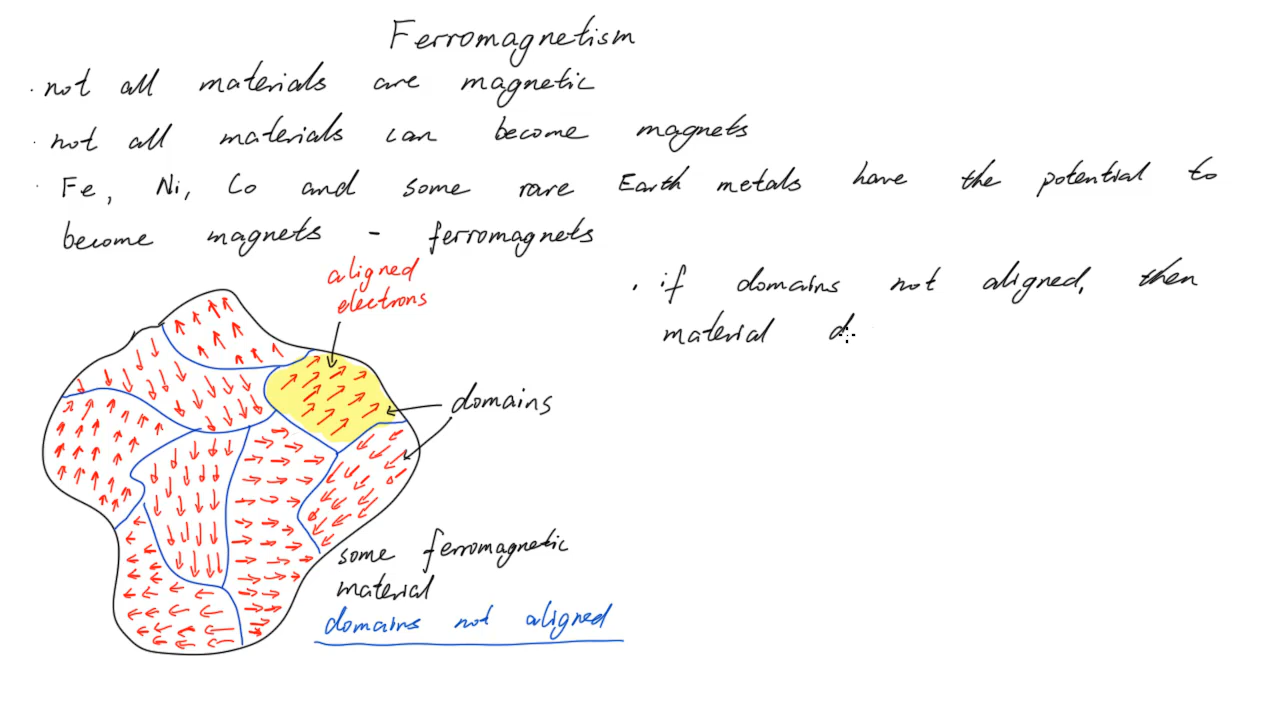 Ferromagnetism
· not all materials are magnetic
· not all materials can become magnets
· Fe, Ni, Co and some rare Earth metals have the potential to
become magnets - ferromagnets
aligned
electrons
· if domains not aligned, then
material d
domains
some ferromagnetic
material
domains not aligned